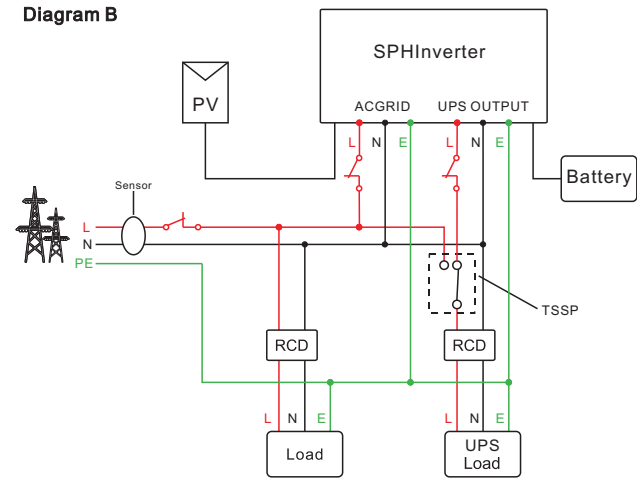 Diagram B
SPHInverter
PV
ACGRID UPS OUTPUT
L N E L N E
Battery
Sensor
L
N
PE
TSSP
RCD RCD
L N E L N E
Load UPS
Load